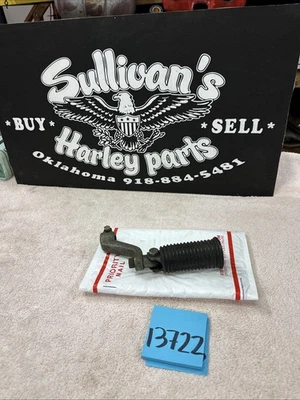 Sullivan's
*BUY* *SELL*
Harley parts
Oklahoma 918-884-5481
PRIORITY
MAIL
13722